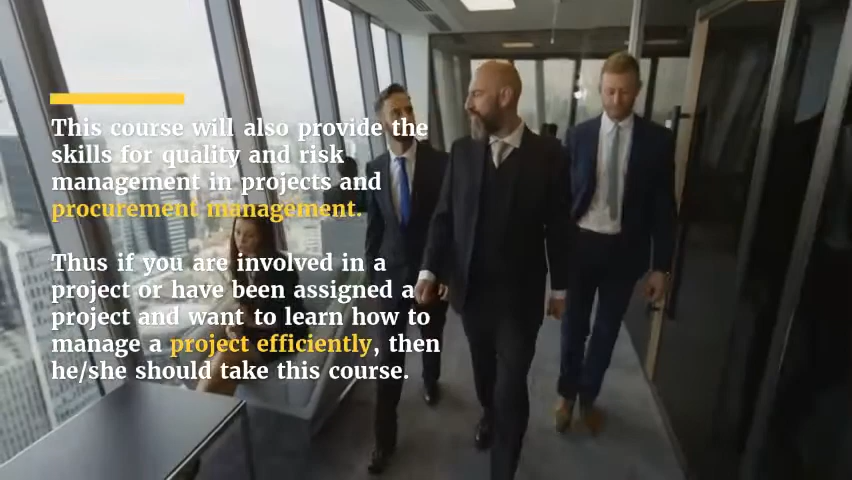 This course will also provide the
skills for quality and risk
management in projects and
procurement management.
Thus if you are involved in a
project or have been assigned a
project and want to learn how to
manage a project efficiently, then
he/she should take this course.